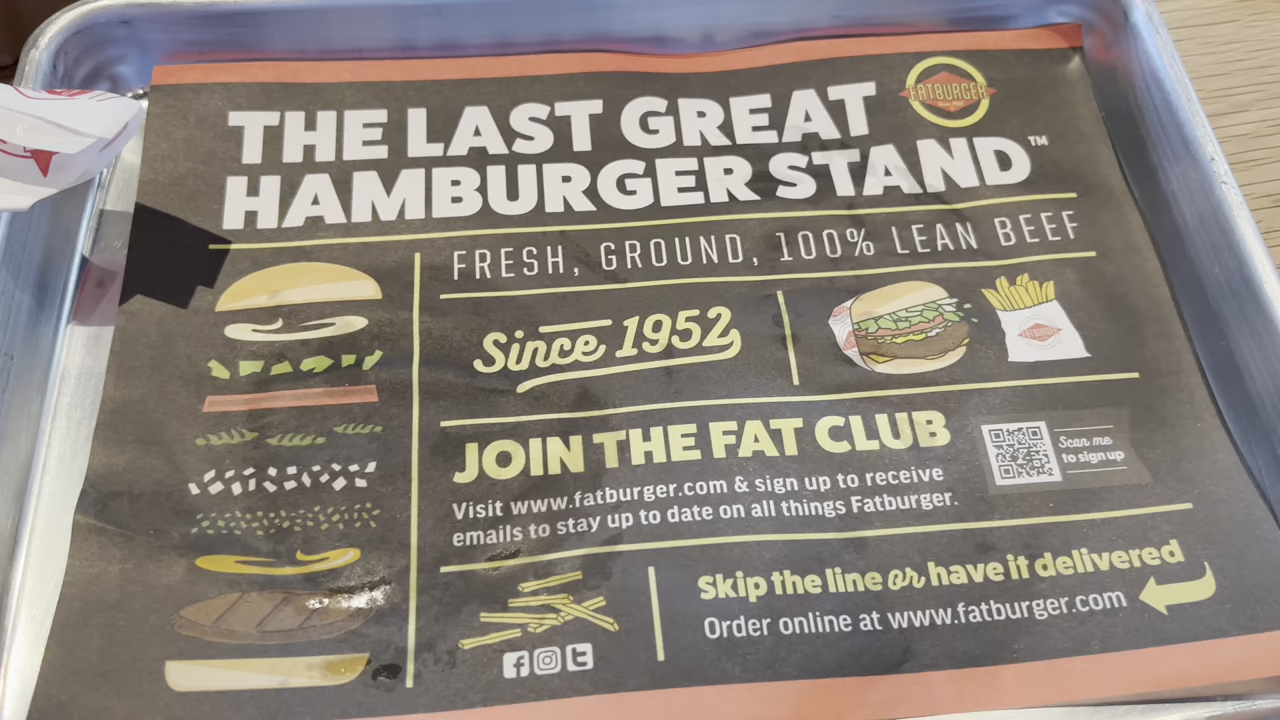 THE LAST GREAT
HAMBURGER STAND™
FATBURGER
FRESH, GROUND, 100% LEAN BEEF
Since 1952
JOIN THE FAT CLUB
Visit www.fatburger.com & sign up to receive
emails to stay up to date on all things Fatburger.
Scan me
to sign up
Skip the line or have it delivered
Order online at www.fatburger.com